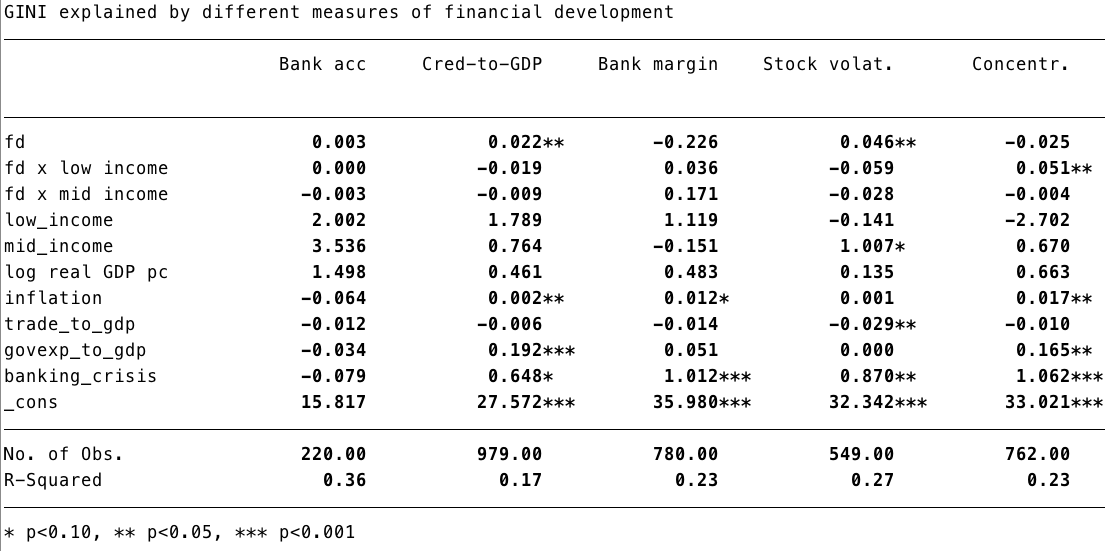 GINI explained by different measures of financial development
Bank acc Cred-to-GDP Bank margin Stock volat. Concentr.
fd 0.003 0.022** -0.226 0.046** -0.025
fd x low income 0.000 -0.019 0.036 -0.059 0.051**
fd x mid income -0.003 -0.009 0.171 -0.028 -0.004
low_income 2.002 1.789 1.119 -0.141 -2.702
mid_income 3.536 0.764 -0.151 1.007* 0.670
log real GDP pc 1.498 0.461 0.483 0.135 0.663
inflation -0.064 0.002** 0.012* 0.001 0.017**
trade_to_gdp -0.012 -0.006 -0.014 -0.029** -0.010
govexp_to_gdp -0.034 0.192*** 0.051 0.000 0.165**
banking_crisis -0.079 0.648* 1.012*** 0.870** 1.062***
_cons 15.817 27.572*** 35.980*** 32.342*** 33.021***
No. of Obs. 220.00 979.00 780.00 549.00 762.00
R-Squared 0.36 0.17 0.23 0.27 0.23
* p<0.10, ** p<0.05, *** p<0.001